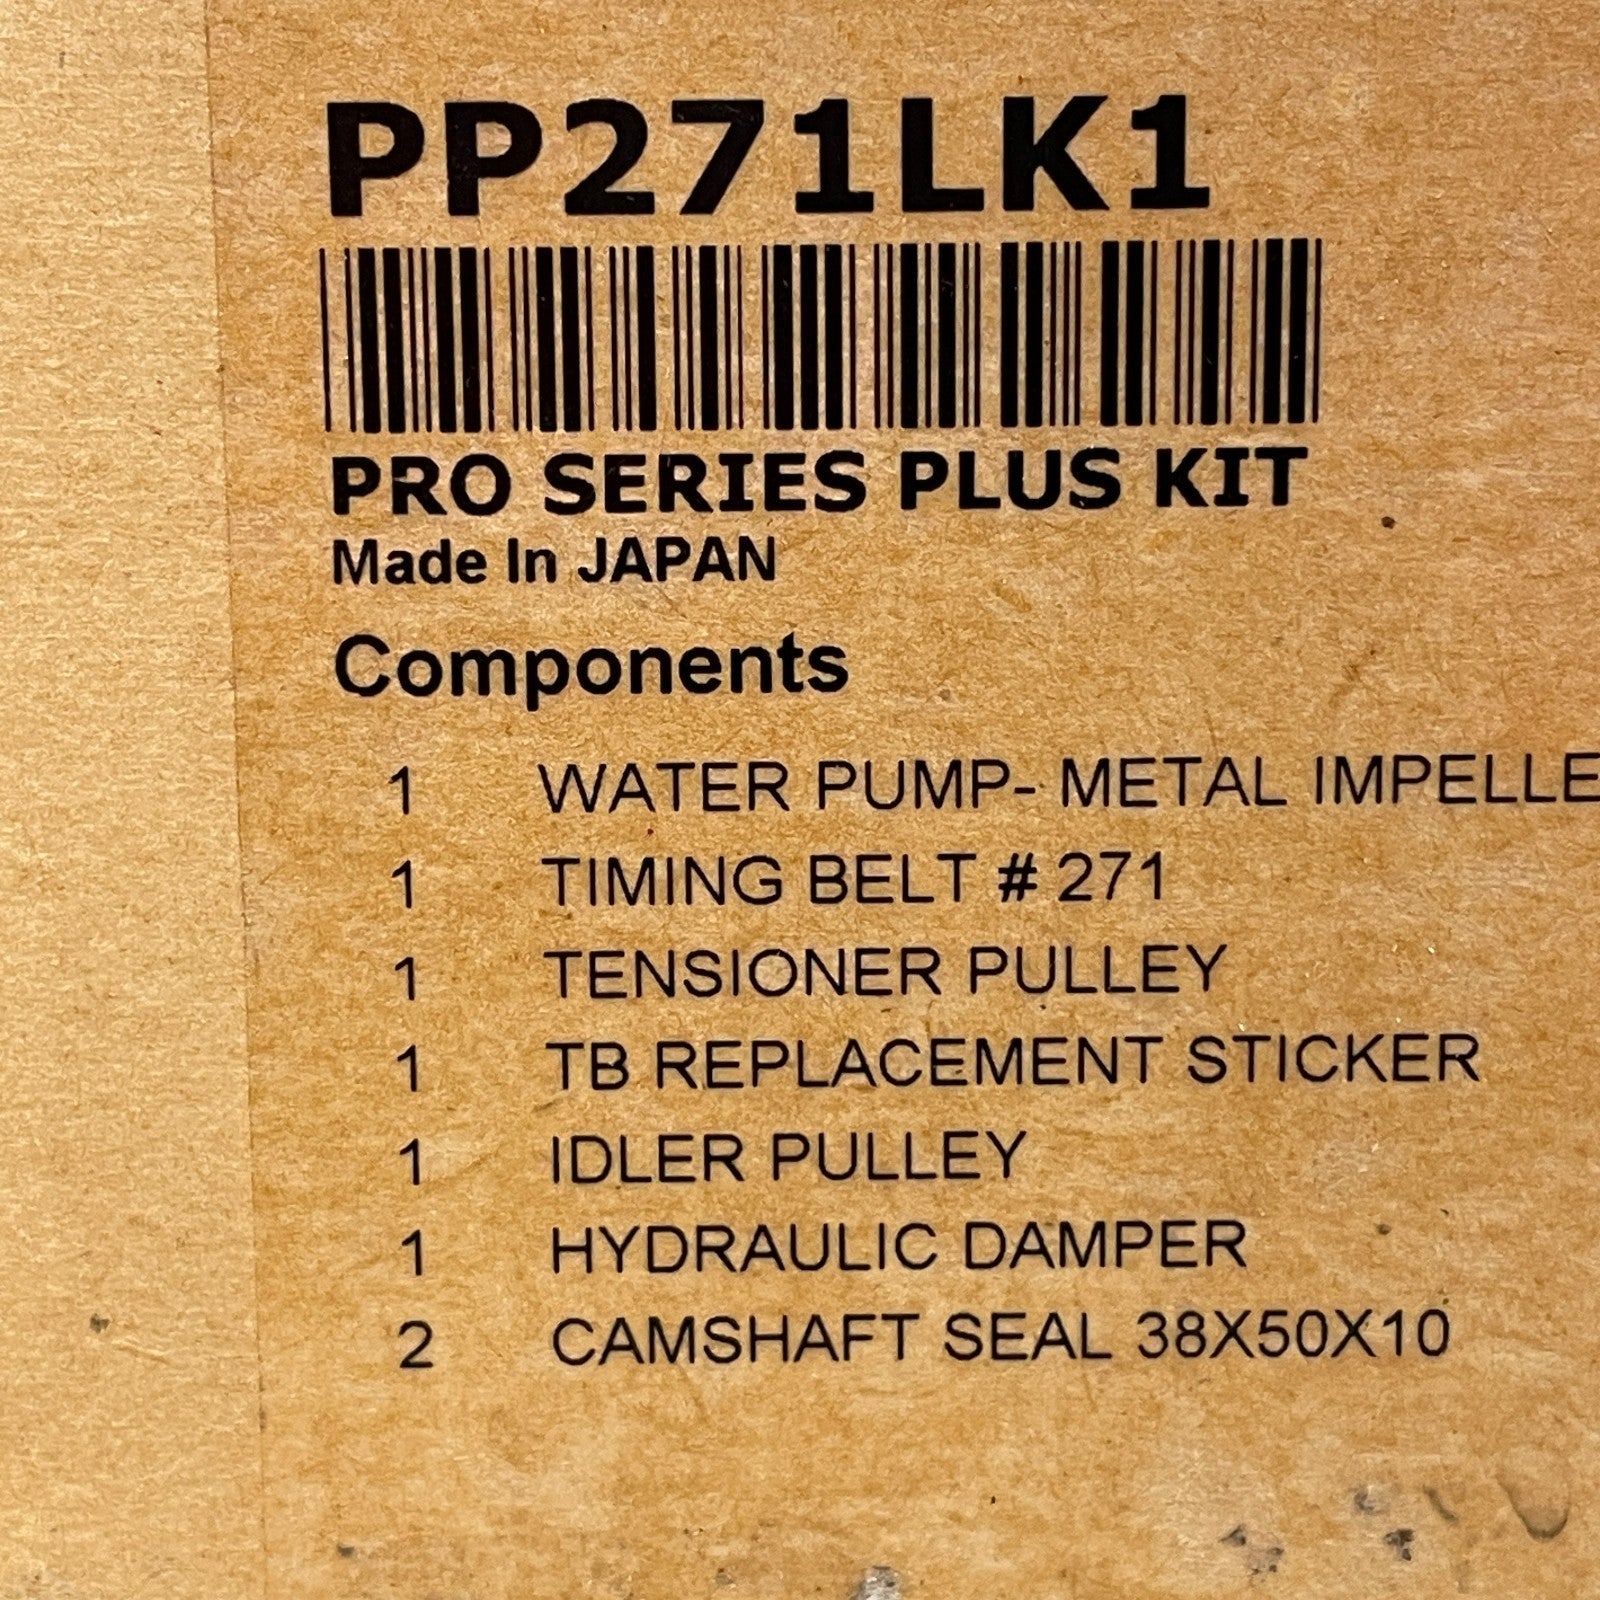 PP271LK1
PRO SERIES PLUS KIT
Made In JAPAN
Components
1 WATER PUMP- METAL IMPELLE
1 TIMING BELT # 271
1 TENSIONER PULLEY
1 TB REPLACEMENT STICKER
1 IDLER PULLEY
1 HYDRAULIC DAMPER
2 CAMSHAFT SEAL 38X50X10